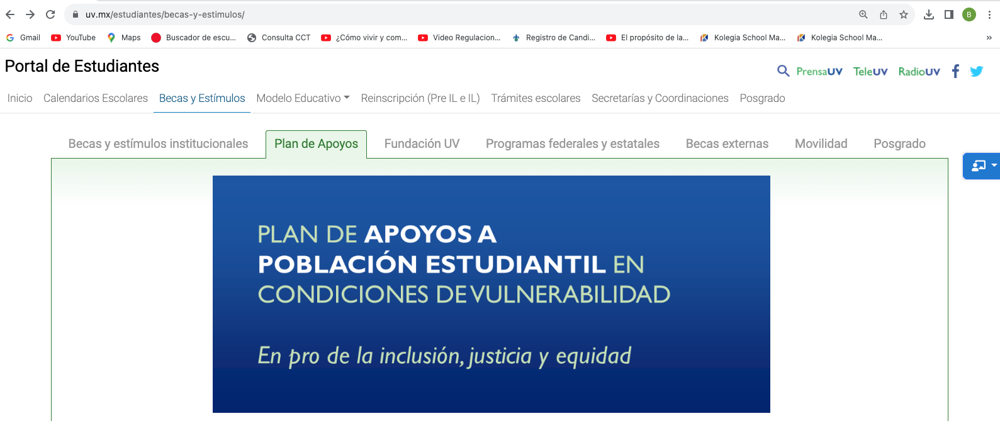 uv.mx/estudiantes/becas-y-estimulos/
B
Gmail YouTube Maps Buscador de escu... Consulta CCT ¿Cómo vivir y com... Video Regulacion... Registro de Candi... El propósito de la... Kolegia School Ma... Kolegia School Ma... »
Portal de Estudiantes
PrensaUV TeleUV RadioUV
Inicio Calendarios Escolares Becas y Estímulos Modelo Educativo Reinscripción (Pre IL e IL) Trámites escolares Secretarías y Coordinaciones Posgrado
Becas y estímulos institucionales Plan de Apoyos Fundación UV Programas federales y estatales Becas externas Movilidad Posgrado
PLAN DE APOYOS A
POBLACIÓN ESTUDIANTIL EN
CONDICIONES DE VULNERABILIDAD
En pro de la inclusión, justicia y equidad